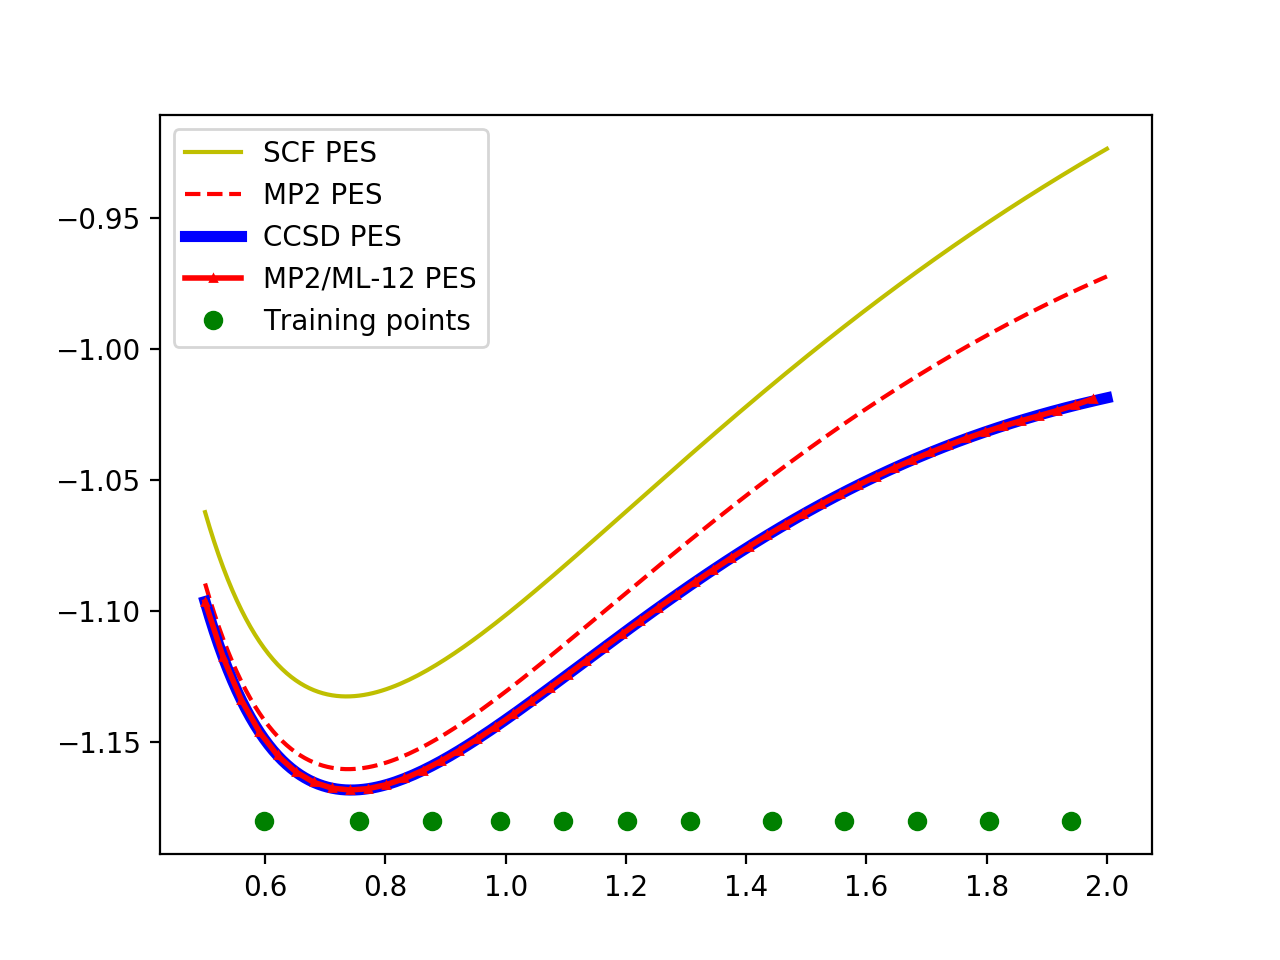 SCF PES
MP2 PES
CCSD PES
MP2/ML-12 PES
Training points
−0.95
−1.00
−1.05
−1.10
−1.15
0.6 0.8 1.0 1.2 1.4 1.6 1.8 2.0